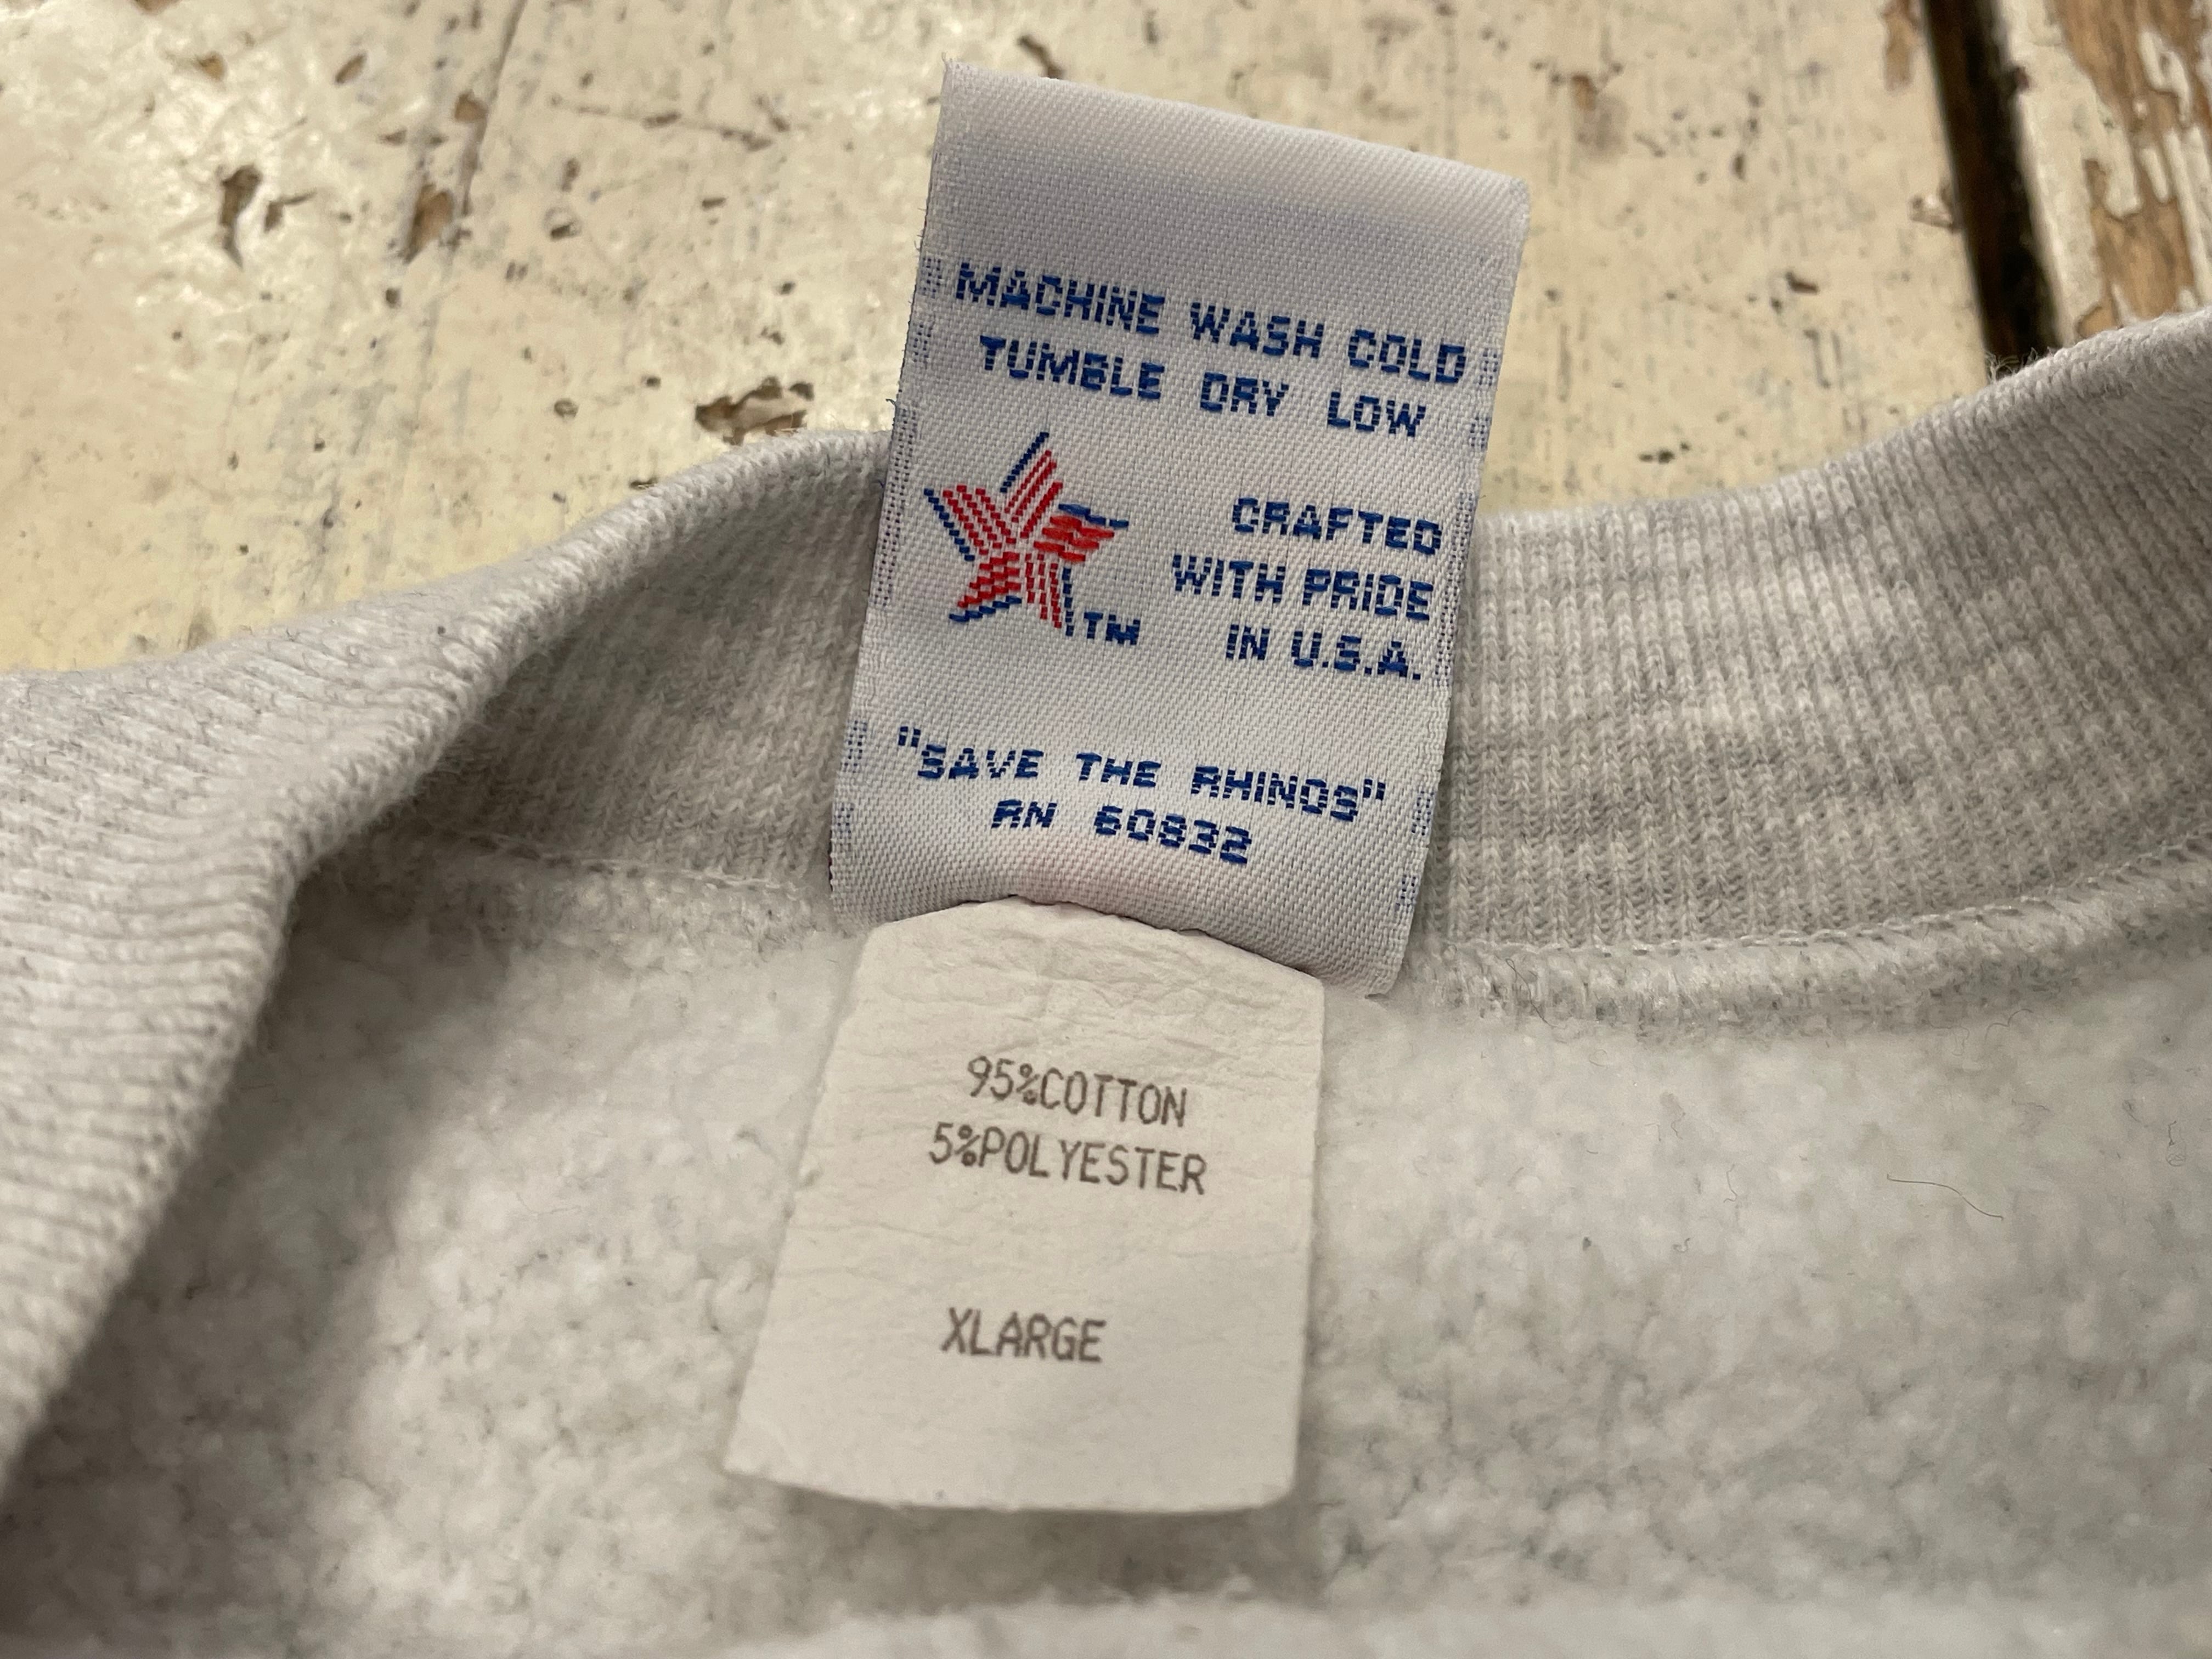 MACHINE WASH COLD
TUMBLE DRY LOW
TM
CRAFTED
WITH PRIDE
IN U.S.A.
"SAVE THE RHINOS"
RN 60832
95%COTTON
5%POLYESTER
XLARGE